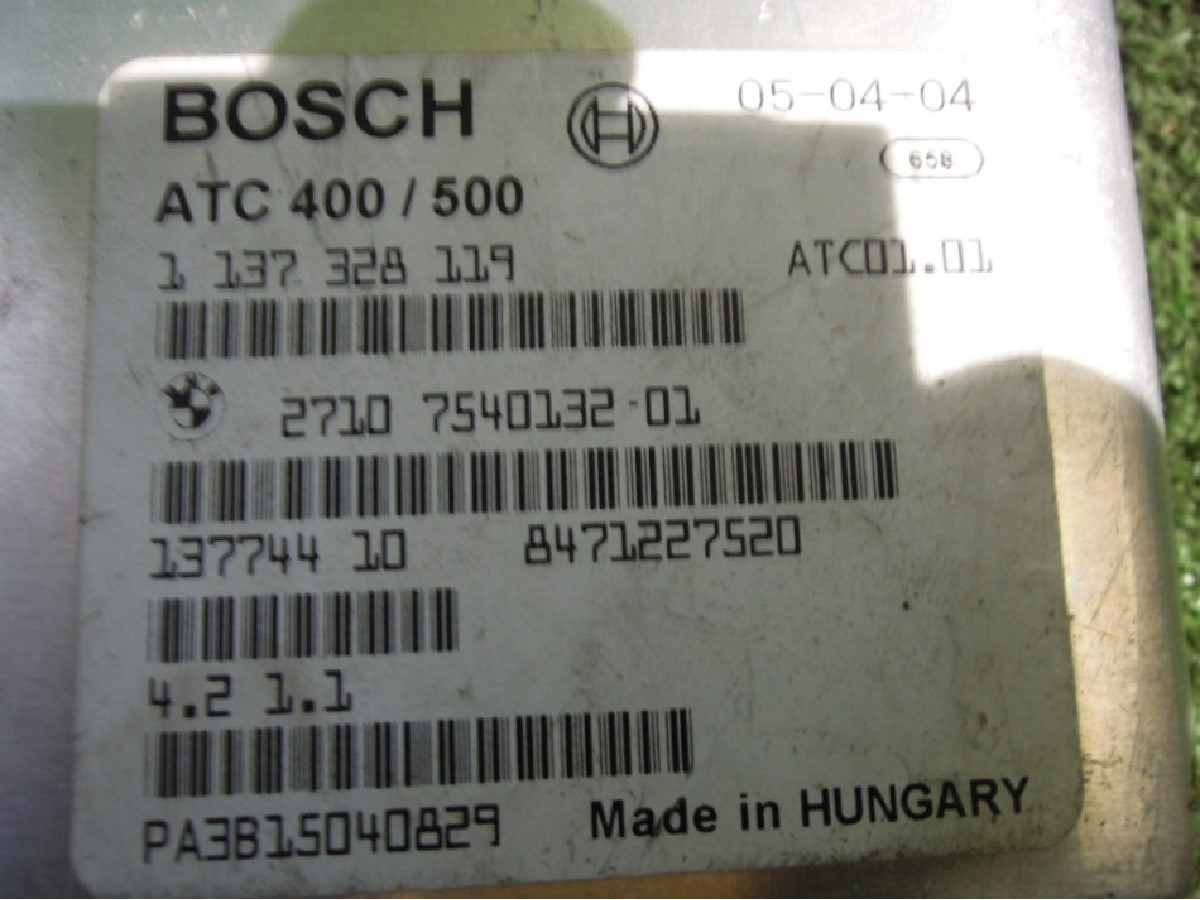 BOSCH
05-04-04
658
ATC 400 / 500
1 137 328 119
ATC01.01
2710 7540132-01
137744 10
8471227520
4.2 1.1
PA3B15040829
Made in HUNGARY